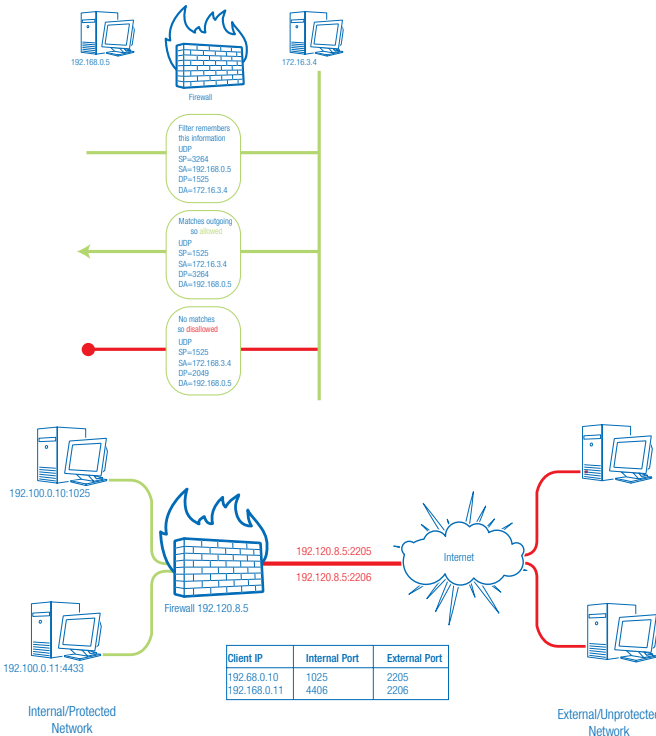 192.168.0.5
172.16.3.4
Firewall
Filter remembers
this information
UDP
SP=3264
SA=192.168.0.5
DP=1525
DA=172.16.3.4
Matches outgoing
so allowed
UDP
SP=1525
SA=172.16.3.4
DP=3264
DA=192.168.0.5
No matches
so disallowed
UDP
SP=1525
SA=172.168.3.4
DP=2049
DA=192.168.0.5
192.100.0.10:1025
192.120.8.5:2205
Internet
192.120.8.5:2206
Firewall 192.120.8.5
192.100.0.11:4433
Client IP Internal Port External Port
192.68.0.10 1025 2205
192.168.0.11 4406 2206
Internal/Protected
Network
External/Unprotected
Network